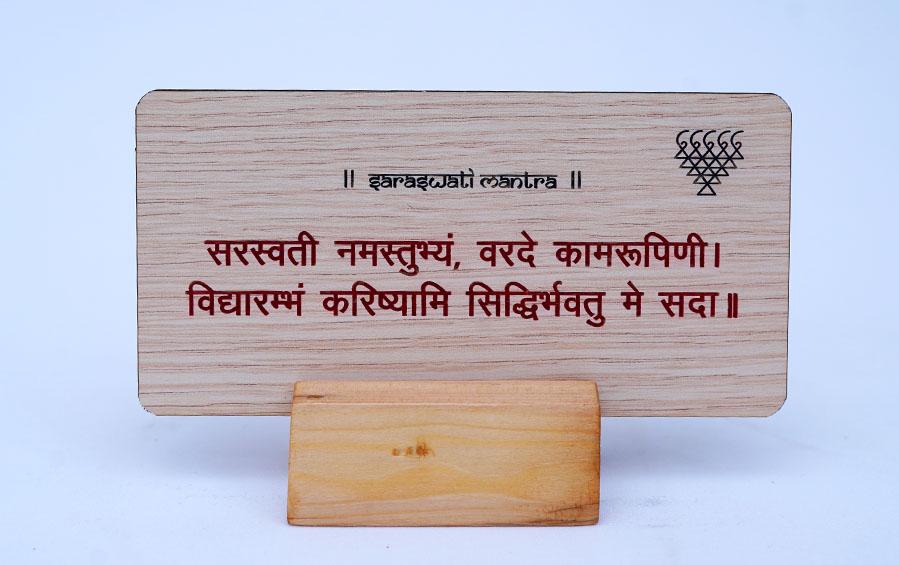 ॥ saraswati mantra ॥
सरस्वती नमस्तुभ्यं, वरदे कामरूपिणी।
विद्यारम्भं करिष्यामि सिद्धिर्भवतु मे सदा॥